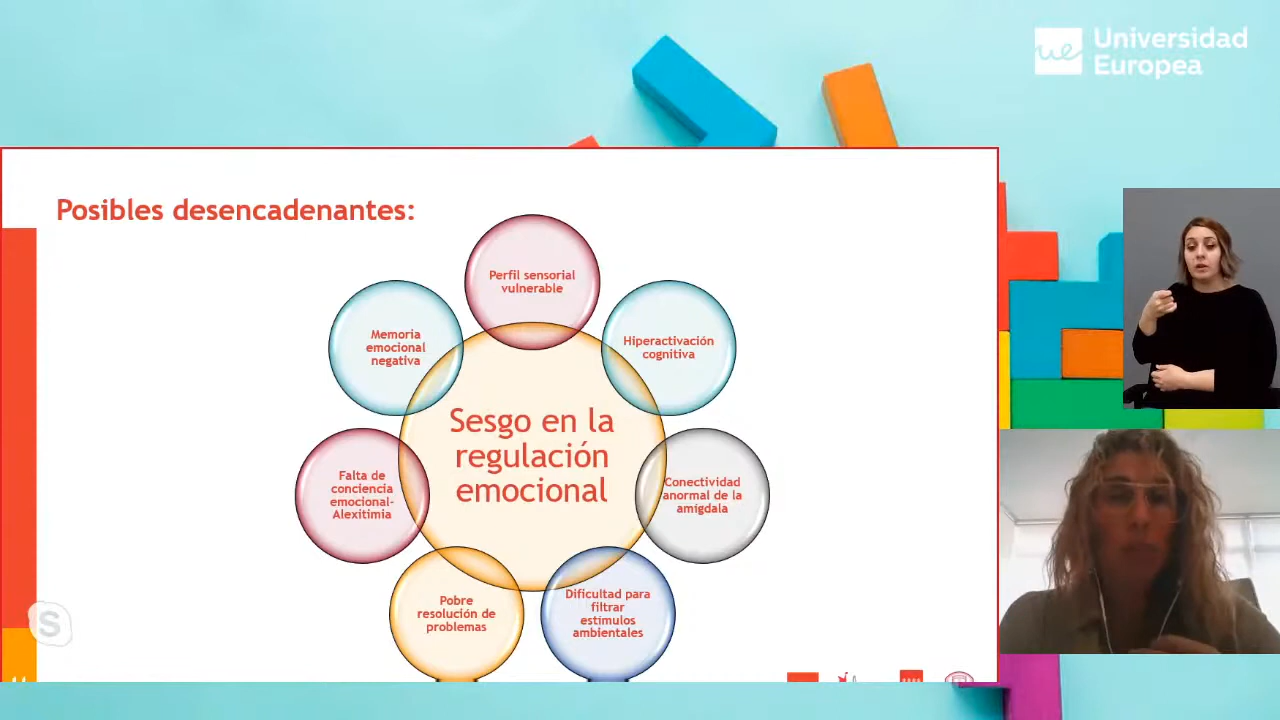 Universidad
Europea
ue
Posibles desencadenantes:
Perfil sensorial
vulnerable
Hiperactivación
cognitiva
Conectividad
anormal de la
amígdala
Dificultad para
filtrar
estímulos
ambientales
Pobre
resolución de
problemas
Falta de
conciencia
emocional-
Alexitimia
Memoria
emocional
negativa
Sesgo en la
regulación
emocional
S